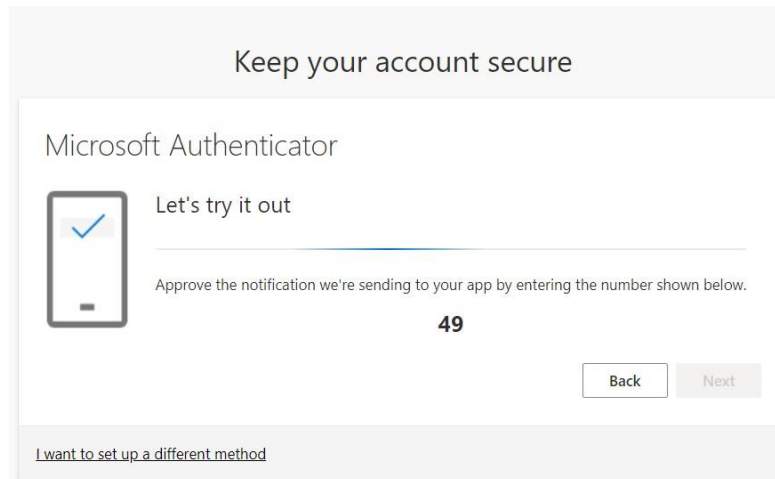 Keep your account secure
Microsoft Authenticator
Let's try it out
Approve the notification we're sending to your app by entering the number shown below.
49
Back
Next
I want to set up a different method